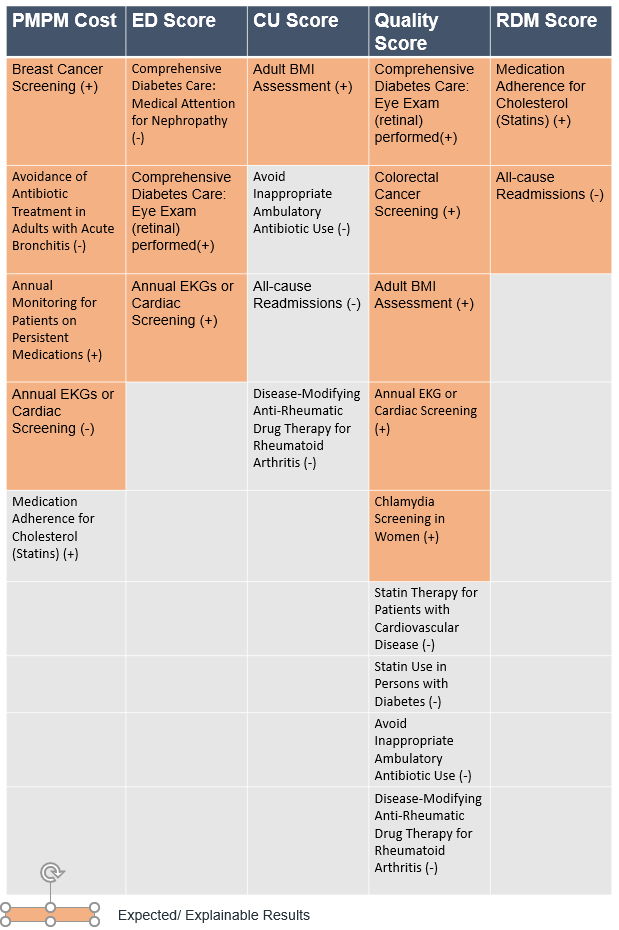 PMPM Cost
ED Score
CU Score
Quality
Score
RDM Score
Breast Cancer
Screening (+)
Comprehensive
Diabetes Care:
Medical Attention
for Nephropathy
(-)
Adult BMI
Assessment (+)
Comprehensive
Diabetes Care:
Eye Exam
(retinal)
performed(+)
Medication
Adherence for
Cholesterol
(Statins) (+)
Avoidance of
Antibiotic
Treatment in
Adults with Acute
Bronchitis (-)
Comprehensive
Diabetes Care:
Eye Exam
(retinal)
performed(+)
Avoid
Inappropriate
Ambulatory
Antibiotic Use (-)
Colorectal
Cancer
Screening (+)
All-cause
Readmissions (-)
Annual
Monitoring for
Patients on
Persistent
Medications (+)
Annual EKGs or
Cardiac
Screening (+)
All-cause
Readmissions (-)
Adult BMI
Assessment (+)
Annual EKGs or
Cardiac
Screening (-)
Disease-Modifying
Anti-Rheumatic
Drug Therapy for
Rheumatoid
Arthritis (-)
Annual EKG or
Cardiac Screening
(+)
Medication
Adherence for
Cholesterol
(Statins) (+)
Chlamydia
Screening in
Women (+)
Statin Therapy for
Patients with
Cardiovascular
Disease (-)
Statin Use in
Persons with
Diabetes (-)
Avoid
Inappropriate
Ambulatory
Antibiotic Use (-)
Disease-Modifying
Anti-Rheumatic
Drug Therapy for
Rheumatoid
Arthritis (-)
Expected/ Explainable Results